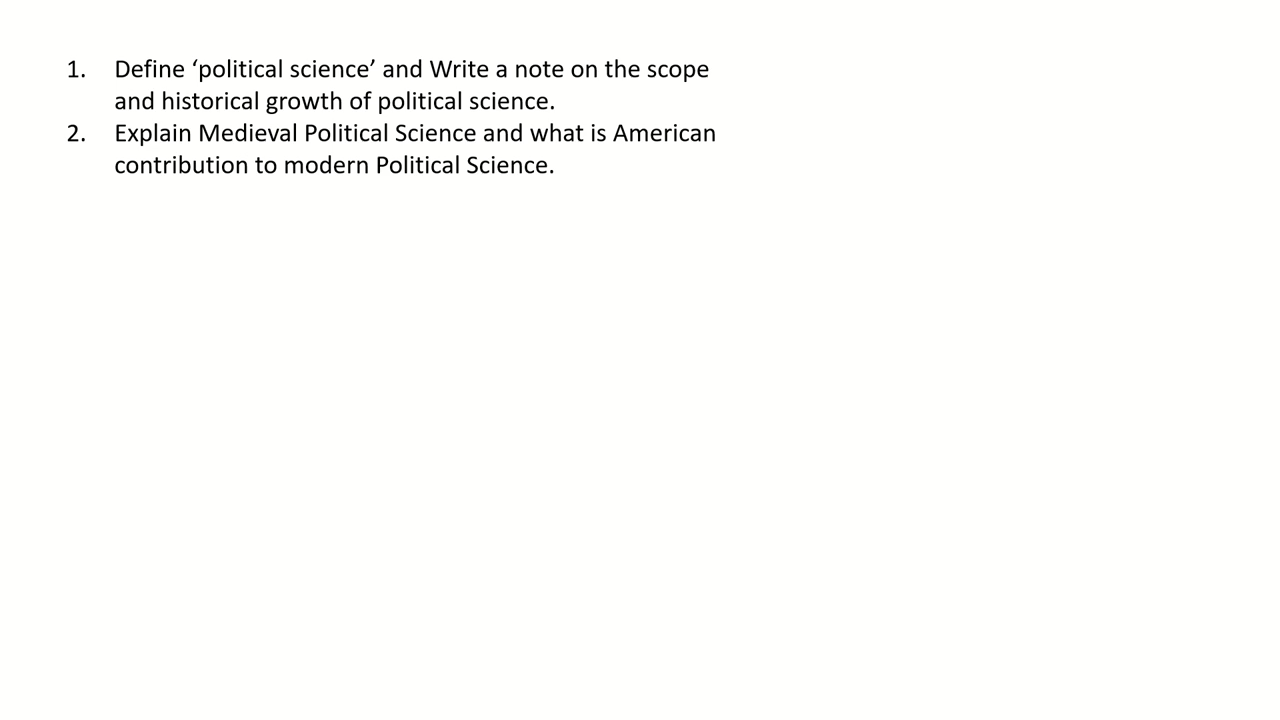 1. Define ‘political science’ and Write a note on the scope
and historical growth of political science.
2. Explain Medieval Political Science and what is American
contribution to modern Political Science.